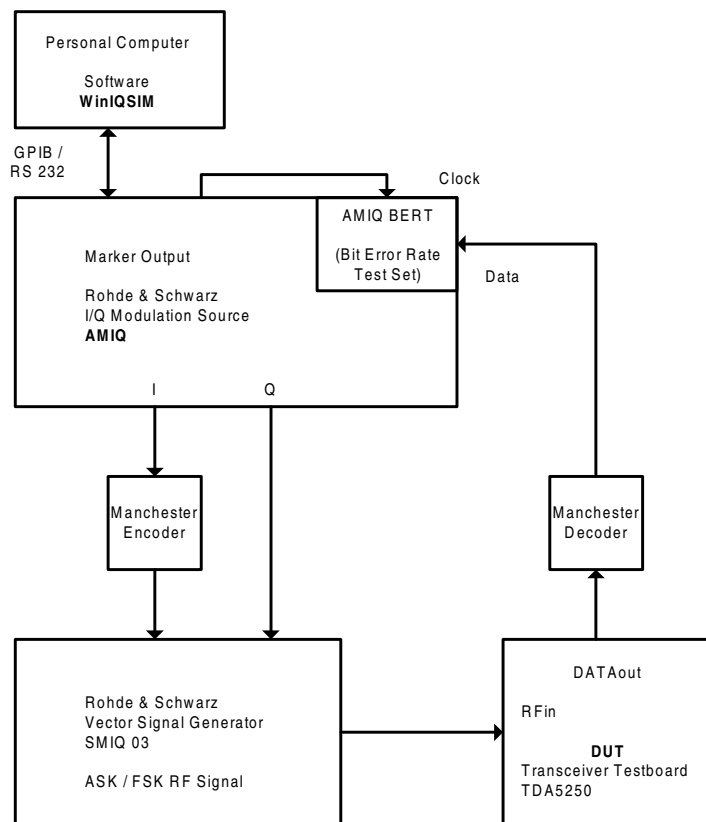 Personal Computer
Software
WinIQSIM
GPIB /
RS 232
Clock
AMIQ BERT
(Bit Error Rate
Test Set)
Marker Output
Rohde & Schwarz
I/Q Modulation Source
AMIQ
Data
I
Q
Manchester
Encoder
Manchester
Decoder
Rohde & Schwarz
Vector Signal Generator
SMIQ 03
ASK / FSK RF Signal
DATAout
RFin
DUT
Transceiver Testboard
TDA5250